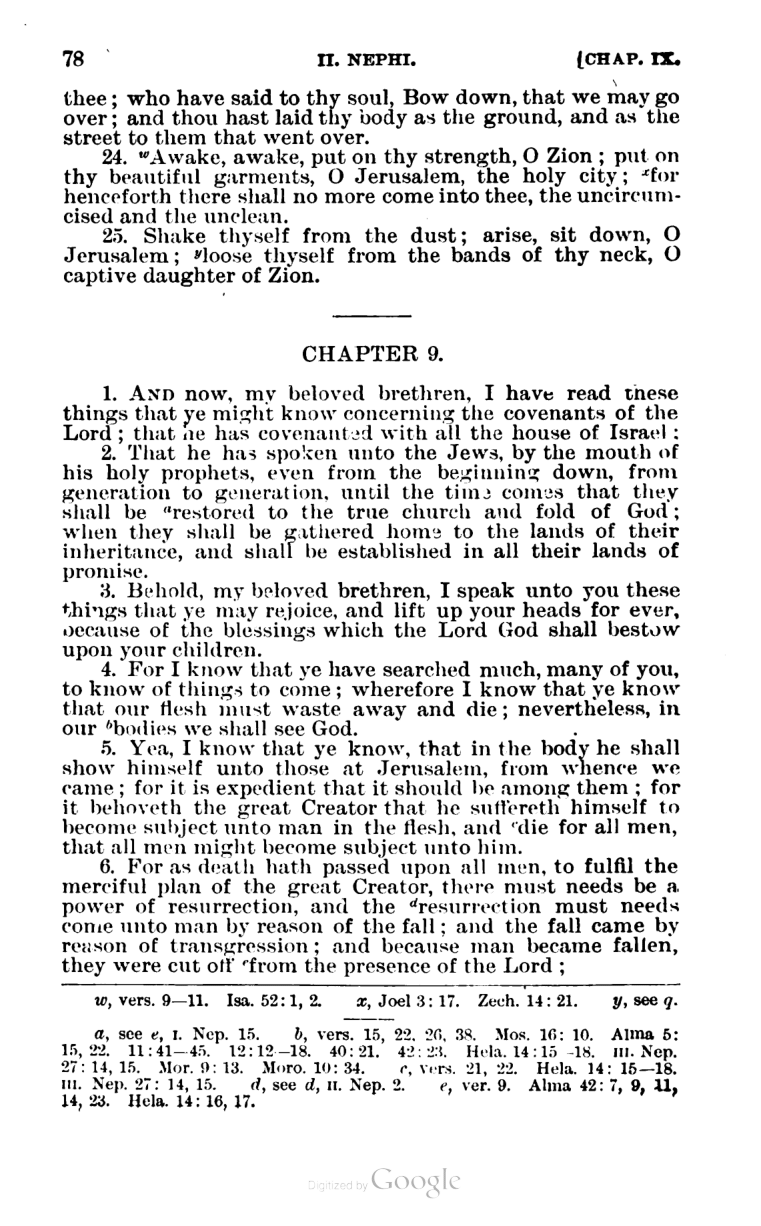 78 II. NEPHI. [CHAP. IX.
thee; who have said to thy soul, Bow down, that we may go
over; and thou hast laid thy body as the ground, and as the
street to them that went over.
24. ʷAwake, awake, put on thy strength, O Zion; put on
thy beautiful garments, O Jerusalem, the holy city; ˣfor
henceforth there shall no more come into thee, the uncircum-
cised and the unclean.
25. Shake thyself from the dust; arise, sit down, O
Jerusalem; ʸloose thyself from the bands of thy neck, O
captive daughter of Zion.
CHAPTER 9.
1. AND now, my beloved brethren, I have read these
things that ye might know concerning the covenants of the
Lord; that he has covenanted with all the house of Israel:
2. That he has spoken unto the Jews, by the mouth of
his holy prophets, even from the beginning down, from
generation to generation, until the time comes that they
shall be ᵃrestored to the true church and fold of God;
when they shall be gathered home to the lands of their
inheritance, and shall be established in all their lands of
promise.
3. Behold, my beloved brethren, I speak unto you these
things that ye may rejoice, and lift up your heads for ever,
because of the blessings which the Lord God shall bestow
upon your children.
4. For I know that ye have searched much, many of you,
to know of things to come; wherefore I know that ye know
that our flesh must waste away and die; nevertheless, in
our ᵇbodies we shall see God.
5. Yea, I know that ye know, that in the body he shall
show himself unto those at Jerusalem, from whence we
came; for it is expedient that it should be among them; for
it behoveth the great Creator that he suffereth himself to
become subject unto man in the flesh, and ᶜdie for all men,
that all men might become subject unto him.
6. For as death hath passed upon all men, to fulfil the
merciful plan of the great Creator, there must needs be a
power of resurrection, and the ᵈresurrection must needs
come unto man by reason of the fall; and the fall came by
reason of transgression; and because man became fallen,
they were cut off ᵉfrom the presence of the Lord;
w, vers. 9—11. Isa. 52: 1, 2. x, Joel 3: 17. Zech. 14: 21. y, see q.
a, see e, I. Nep. 15. b, vers. 15, 22, 26, 38. Mos. 16: 10. Alma 5:
15, 22. 11: 41—45. 12: 12—18. 40: 21. 42: 23. Hela. 14: 15-18. III. Nep.
27: 14, 15. Mor. 9: 13. Moro. 10: 34. c, vers. 21, 22. Hela. 14: 15—18.
III. Nep. 27: 14, 15. d, see d, II. Nep. 2. e, ver. 9. Alma 42: 7, 9, 11,
14, 23. Hela. 14: 16, 17.
Digitized by Google